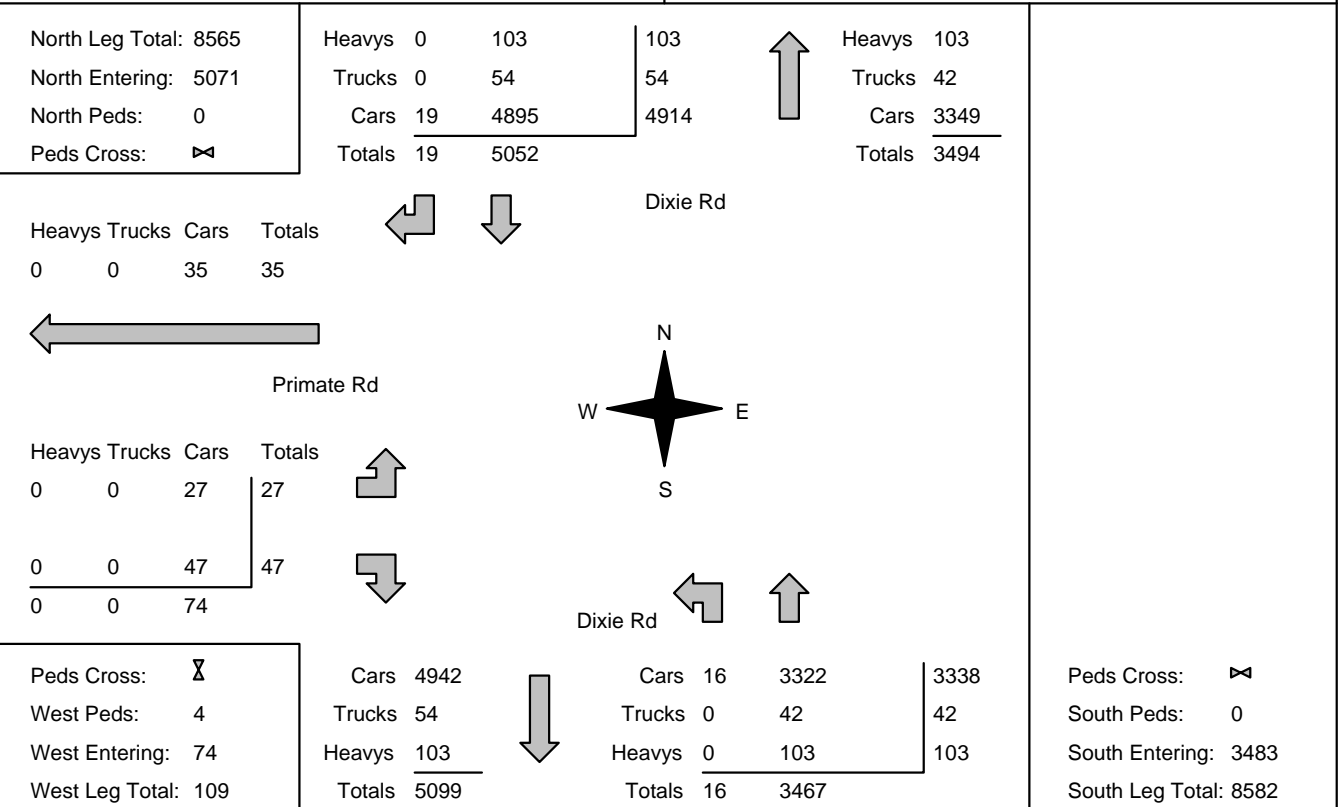 North Leg Total: 8565
North Entering: 5071
North Peds: 0
Peds Cross:
Heavys 0 103 103
Trucks 0 54 54
Cars 19 4895 4914
Totals 19 5052
Heavys 103
Trucks 42
Cars 3349
Totals 3494
Dixie Rd
Heavys Trucks Cars Totals
0 0 35 35
Primate Rd
N
W E
S
Heavys Trucks Cars Totals
0 0 27 27
0 0 47 47
0 0 74
Dixie Rd
Peds Cross:
West Peds: 4
West Entering: 74
West Leg Total: 109
Cars 4942
Trucks 54
Heavys 103
Totals 5099
Cars 16 3322 3338
Trucks 0 42 42
Heavys 0 103 103
Totals 16 3467
Peds Cross:
South Peds: 0
South Entering: 3483
South Leg Total: 8582